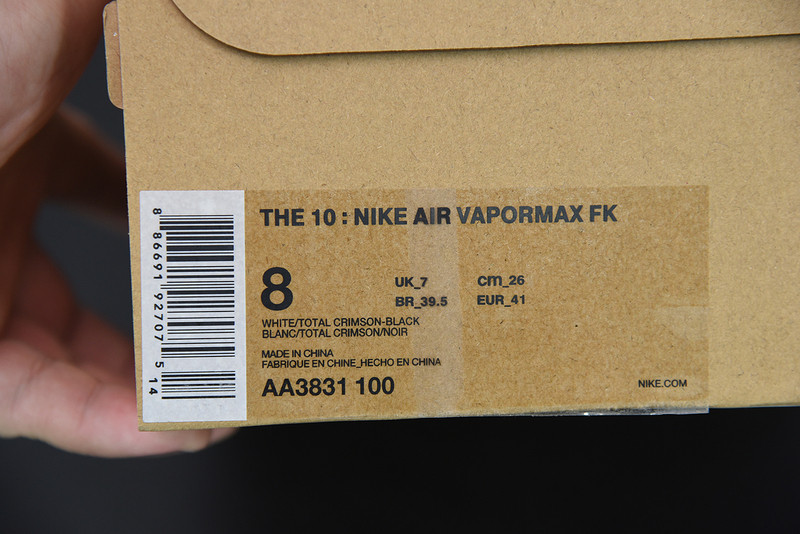 THE 10 : NIKE AIR VAPORMAX FK
8
UK_7 cm_26
BR_39.5 EUR_41
WHITE/TOTAL CRIMSON-BLACK
BLANC/TOTAL CRIMSON/NOIR
MADE IN CHINA
FABRIQUE EN CHINE_HECHO EN CHINA
AA3831 100
NIKE.COM
8 86691 92707 5 14